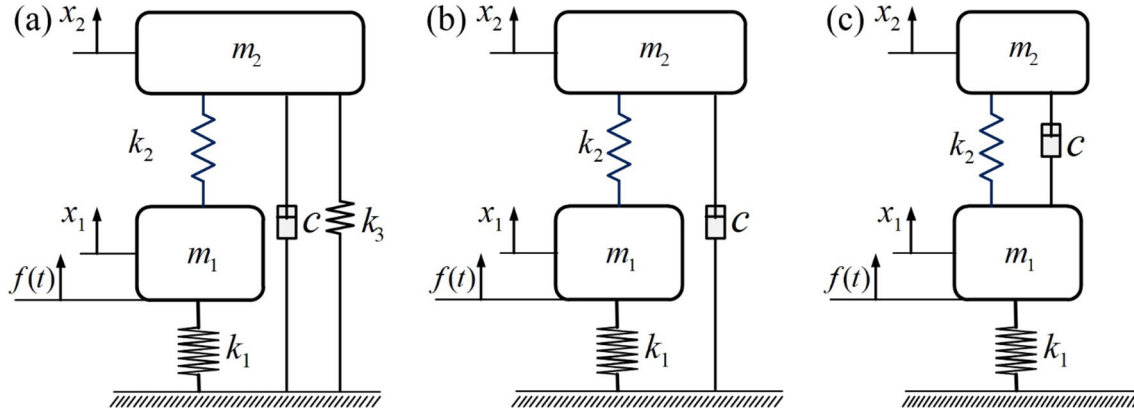 (a)
x₂
m₂
k₂
x₁
m₁
c
k₃
f(t)
k₁
(b)
x₂
m₂
k₂
x₁
m₁
c
f(t)
k₁
(c)
x₂
m₂
k₂
c
x₁
m₁
f(t)
k₁